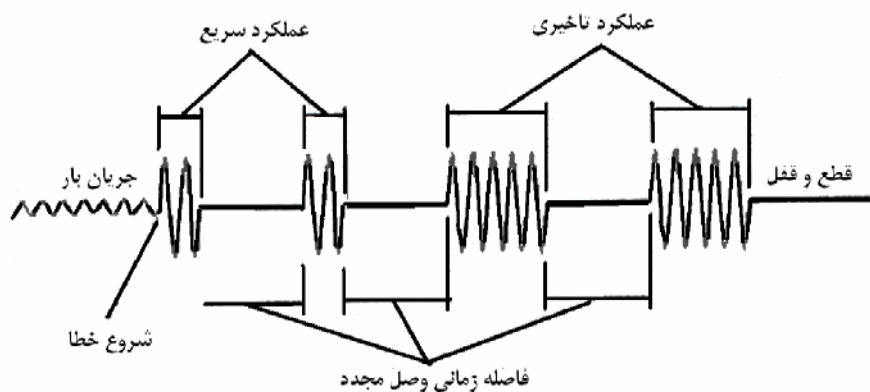 عملکرد سریع
عملکرد تاخیری
جریان بار
قطع و قفل
شروع خطا
فاصله زمانی وصل مجدد